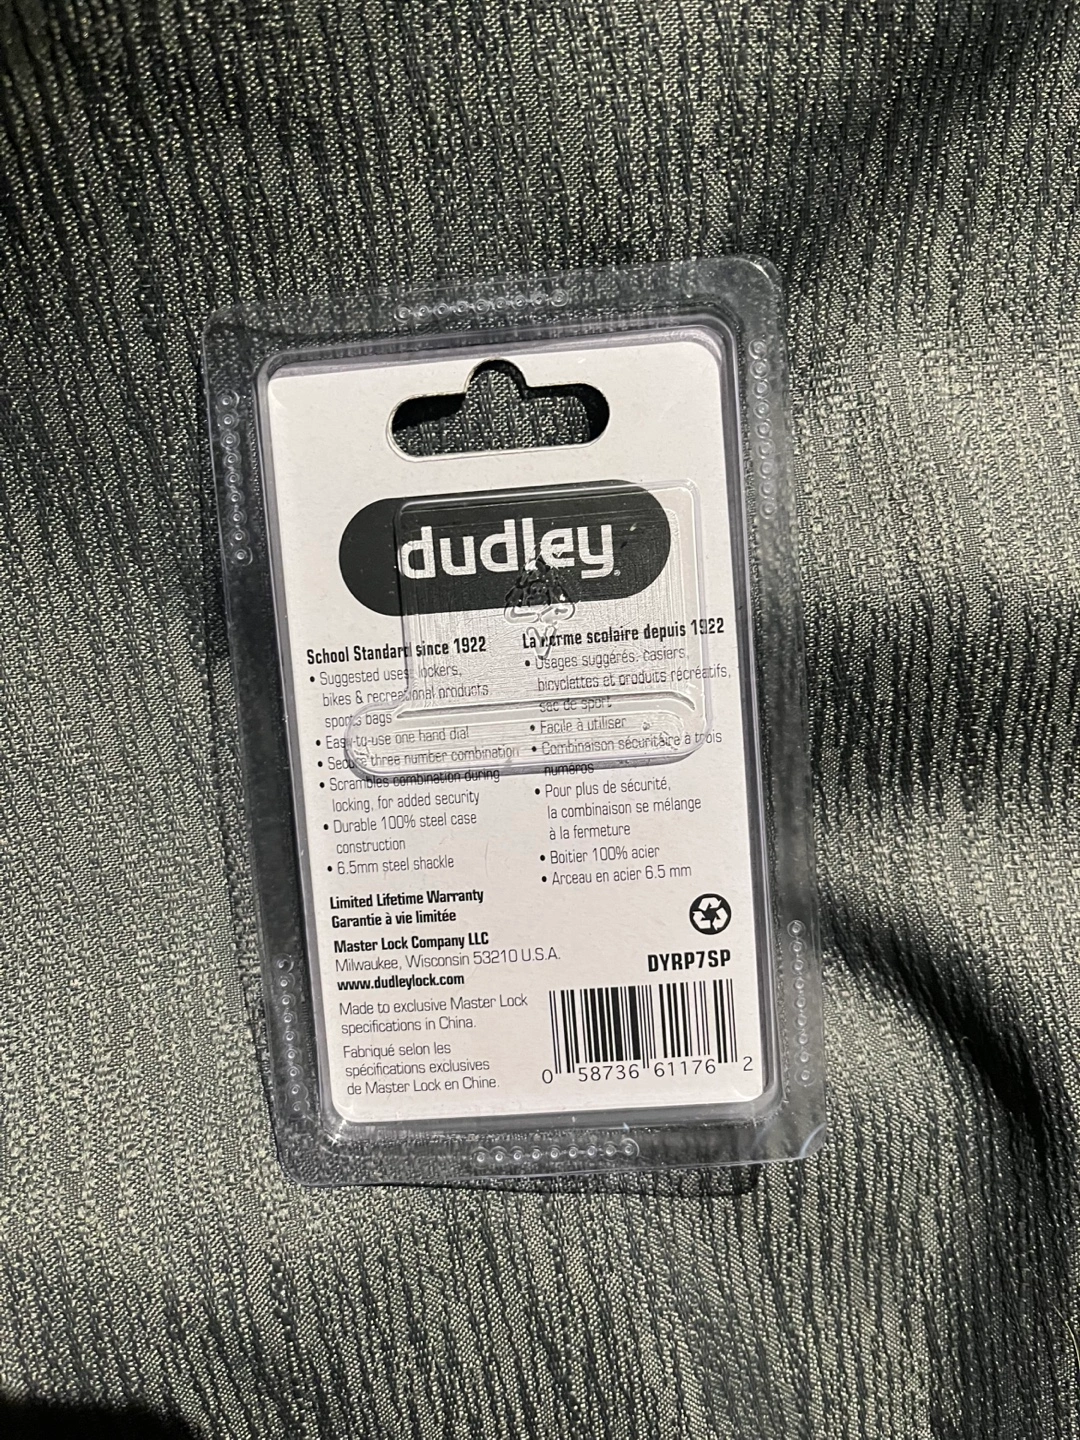 dudley
School Standard since 1922
• Suggested uses: lockers,
bikes & recreational products
sports bags
• Easy-to-use one hand dial
• Secure three number combination
• Scrambles combination during
locking, for added security
• Durable 100% steel case
construction
• 6.5mm steel shackle
La norme scolaire depuis 1922
• Usages suggérés: casiers,
bicyclettes et produits récréatifs,
sac de sport
• Facile à utiliser
• Combinaison sécuritaire à trois
numéros
• Pour plus de sécurité,
la combinaison se mélange
à la fermeture
• Boitier 100% acier
• Arceau en acier 6.5 mm
Limited Lifetime Warranty
Garantie à vie limitée
Master Lock Company LLC
Milwaukee, Wisconsin 53210 U.S.A.
www.dudleylock.com
Made to exclusive Master Lock
specifications in China.
Fabriqué selon les
spécifications exclusives
de Master Lock en Chine.
DYRP7SP
0 58736 61176 2